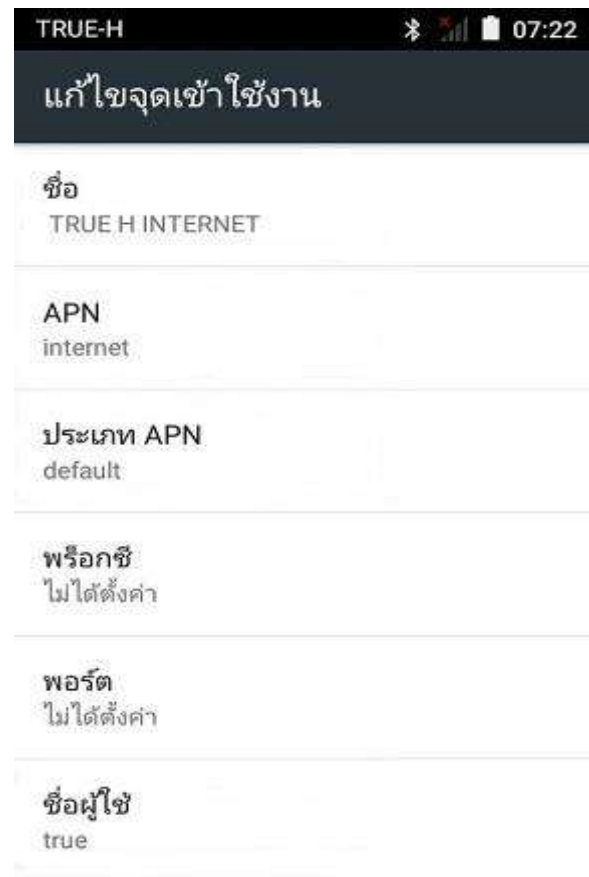 TRUE-H 07:22
แก้ไขจุดเข้าใช้งาน
ชื่อ
TRUE H INTERNET
APN
internet
ประเภท APN
default
พร็อกซี
ไม่ได้ตั้งค่า
พอร์ต
ไม่ได้ตั้งค่า
ชื่อผู้ใช้
true